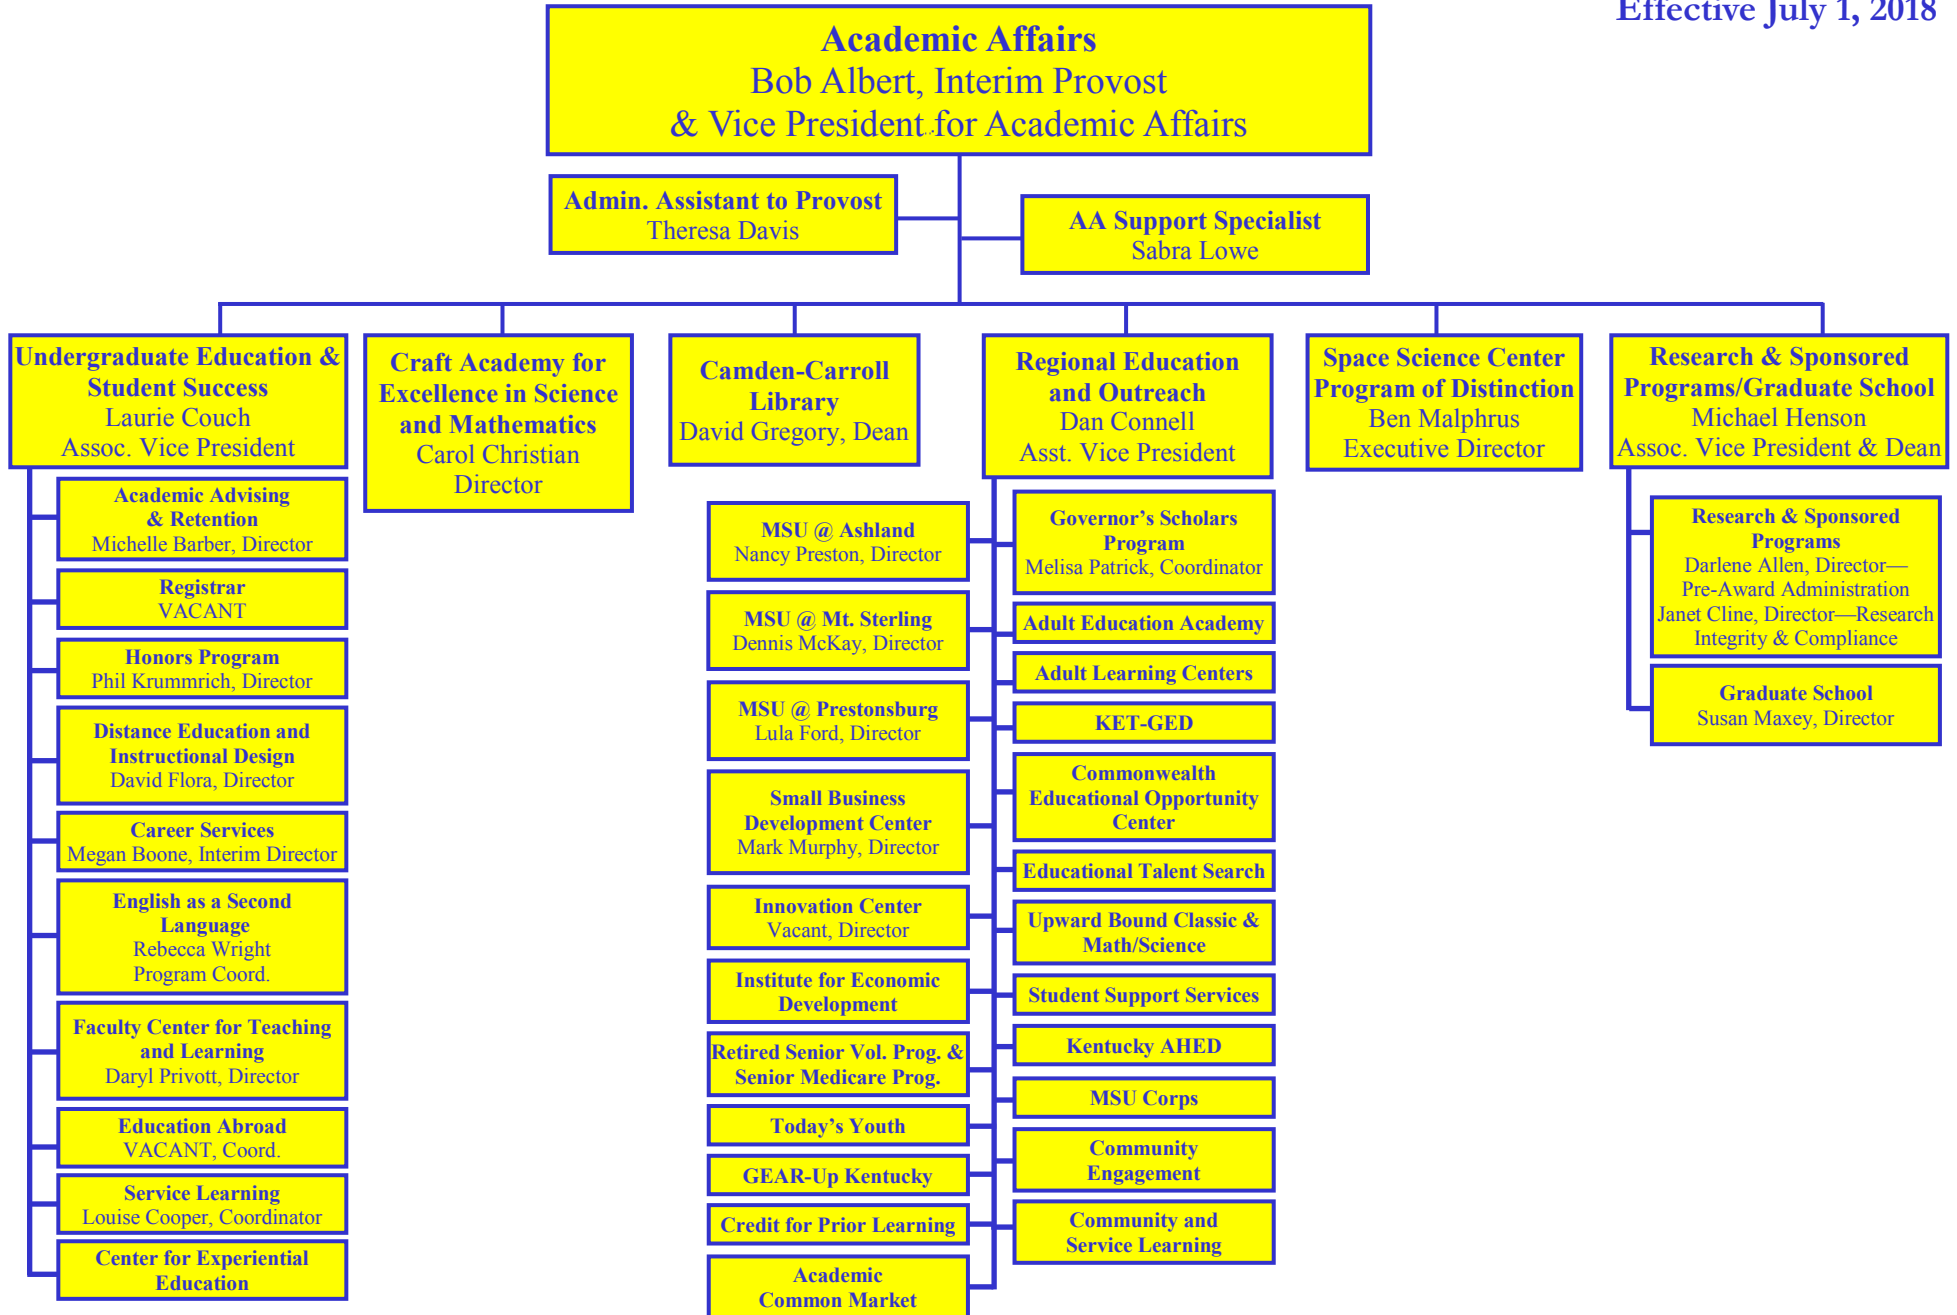 Effective July 1, 2018
Academic Affairs
Bob Albert, Interim Provost
& Vice President for Academic Affairs
Admin. Assistant to Provost
Theresa Davis
AA Support Specialist
Sabra Lowe
Undergraduate Education &
Student Success
Laurie Couch
Assoc. Vice President
Craft Academy for
Excellence in Science
and Mathematics
Carol Christian
Director
Camden-Carroll
Library
David Gregory, Dean
Regional Education
and Outreach
Dan Connell
Asst. Vice President
Space Science Center
Program of Distinction
Ben Malphrus
Executive Director
Research & Sponsored
Programs/Graduate School
Michael Henson
Assoc. Vice President & Dean
Academic Advising
& Retention
Michelle Barber, Director
Registrar
VACANT
Honors Program
Phil Krummrich, Director
Distance Education and
Instructional Design
David Flora, Director
Career Services
Megan Boone, Interim Director
English as a Second
Language
Rebecca Wright
Program Coord.
Faculty Center for Teaching
and Learning
Daryl Privott, Director
Education Abroad
VACANT, Coord.
Service Learning
Louise Cooper, Coordinator
Center for Experiential
Education
MSU @ Ashland
Nancy Preston, Director
MSU @ Mt. Sterling
Dennis McKay, Director
MSU @ Prestonsburg
Lula Ford, Director
Small Business
Development Center
Mark Murphy, Director
Innovation Center
Vacant, Director
Institute for Economic
Development
Retired Senior Vol. Prog. &
Senior Medicare Prog.
Today's Youth
GEAR-Up Kentucky
Credit for Prior Learning
Academic
Common Market
Governor's Scholars
Program
Melisa Patrick, Coordinator
Adult Education Academy
Adult Learning Centers
KET-GED
Commonwealth
Educational Opportunity
Center
Educational Talent Search
Upward Bound Classic &
Math/Science
Student Support Services
Kentucky AHED
MSU Corps
Community
Engagement
Community and
Service Learning
Research & Sponsored
Programs
Darlene Allen, Director—
Pre-Award Administration
Janet Cline, Director—Research
Integrity & Compliance
Graduate School
Susan Maxey, Director